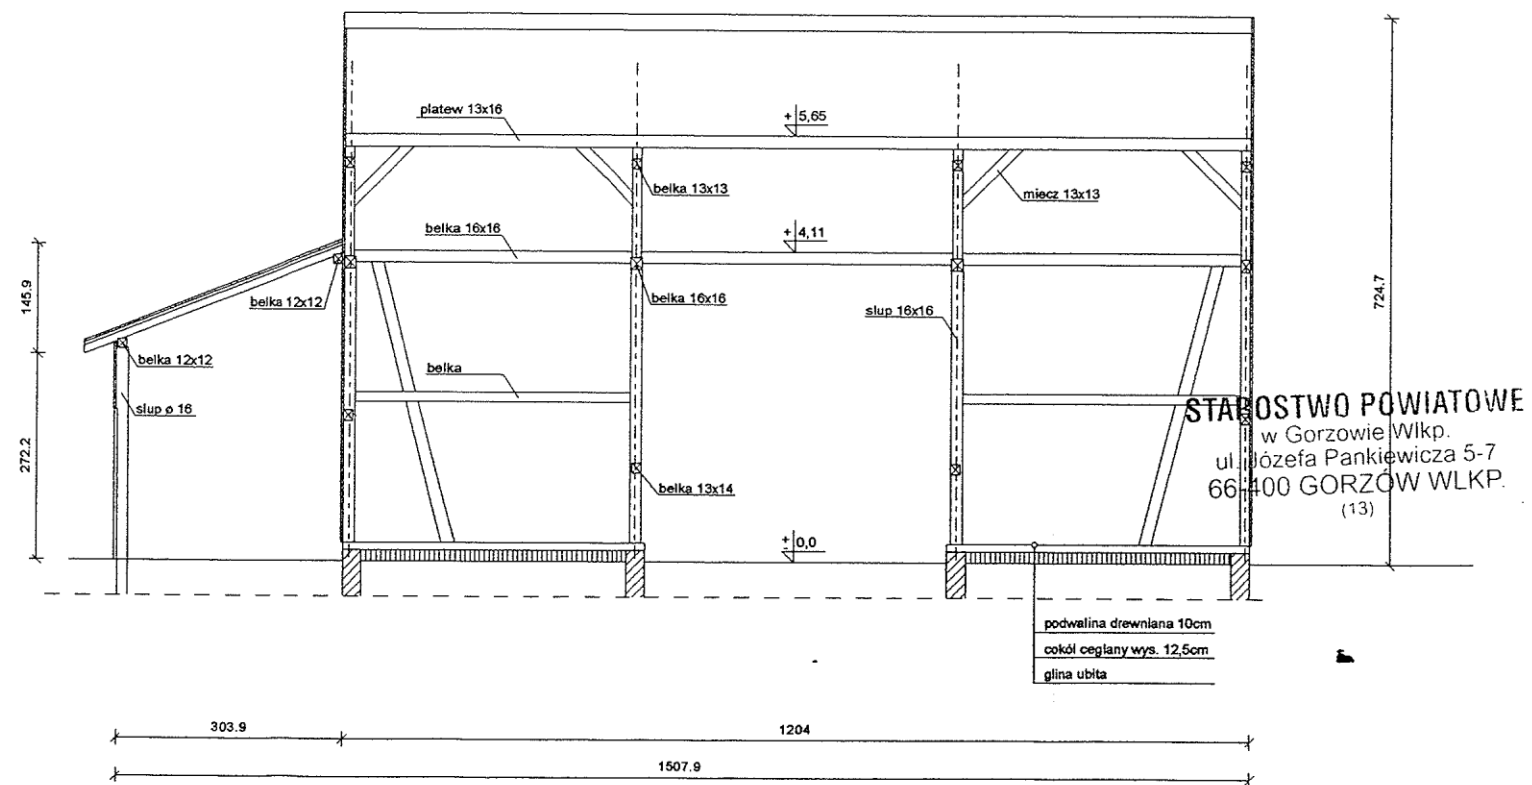 platew 13x16
+ 5,65
belka 13x13
miecz 13x13
belka 16x16
+ 4,11
belka 12x12
belka 16x16
słup 16x16
145.9
724.7
belka 12x12
belka
słup ø 16
272.2
belka 13x14
STAROSTWO POWIATOWE
w Gorzowie Wlkp.
ul. Józefa Pankiewicza 5-7
66-400 GORZÓW WLKP.
(13)
± 0,0
podwalina drewniana 10cm
cokół ceglany wys. 12,5cm
glina ubita
303.9
1204
1507.9